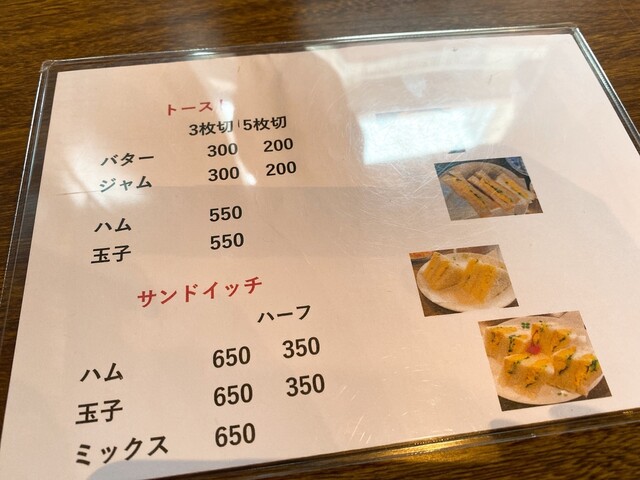 トースト
3枚切 5枚切
バター 300 200
ジャム 300 200
ハム 550
玉子 550
サンドイッチ
ハーフ
ハム 650 350
玉子 650 350
ミックス 650